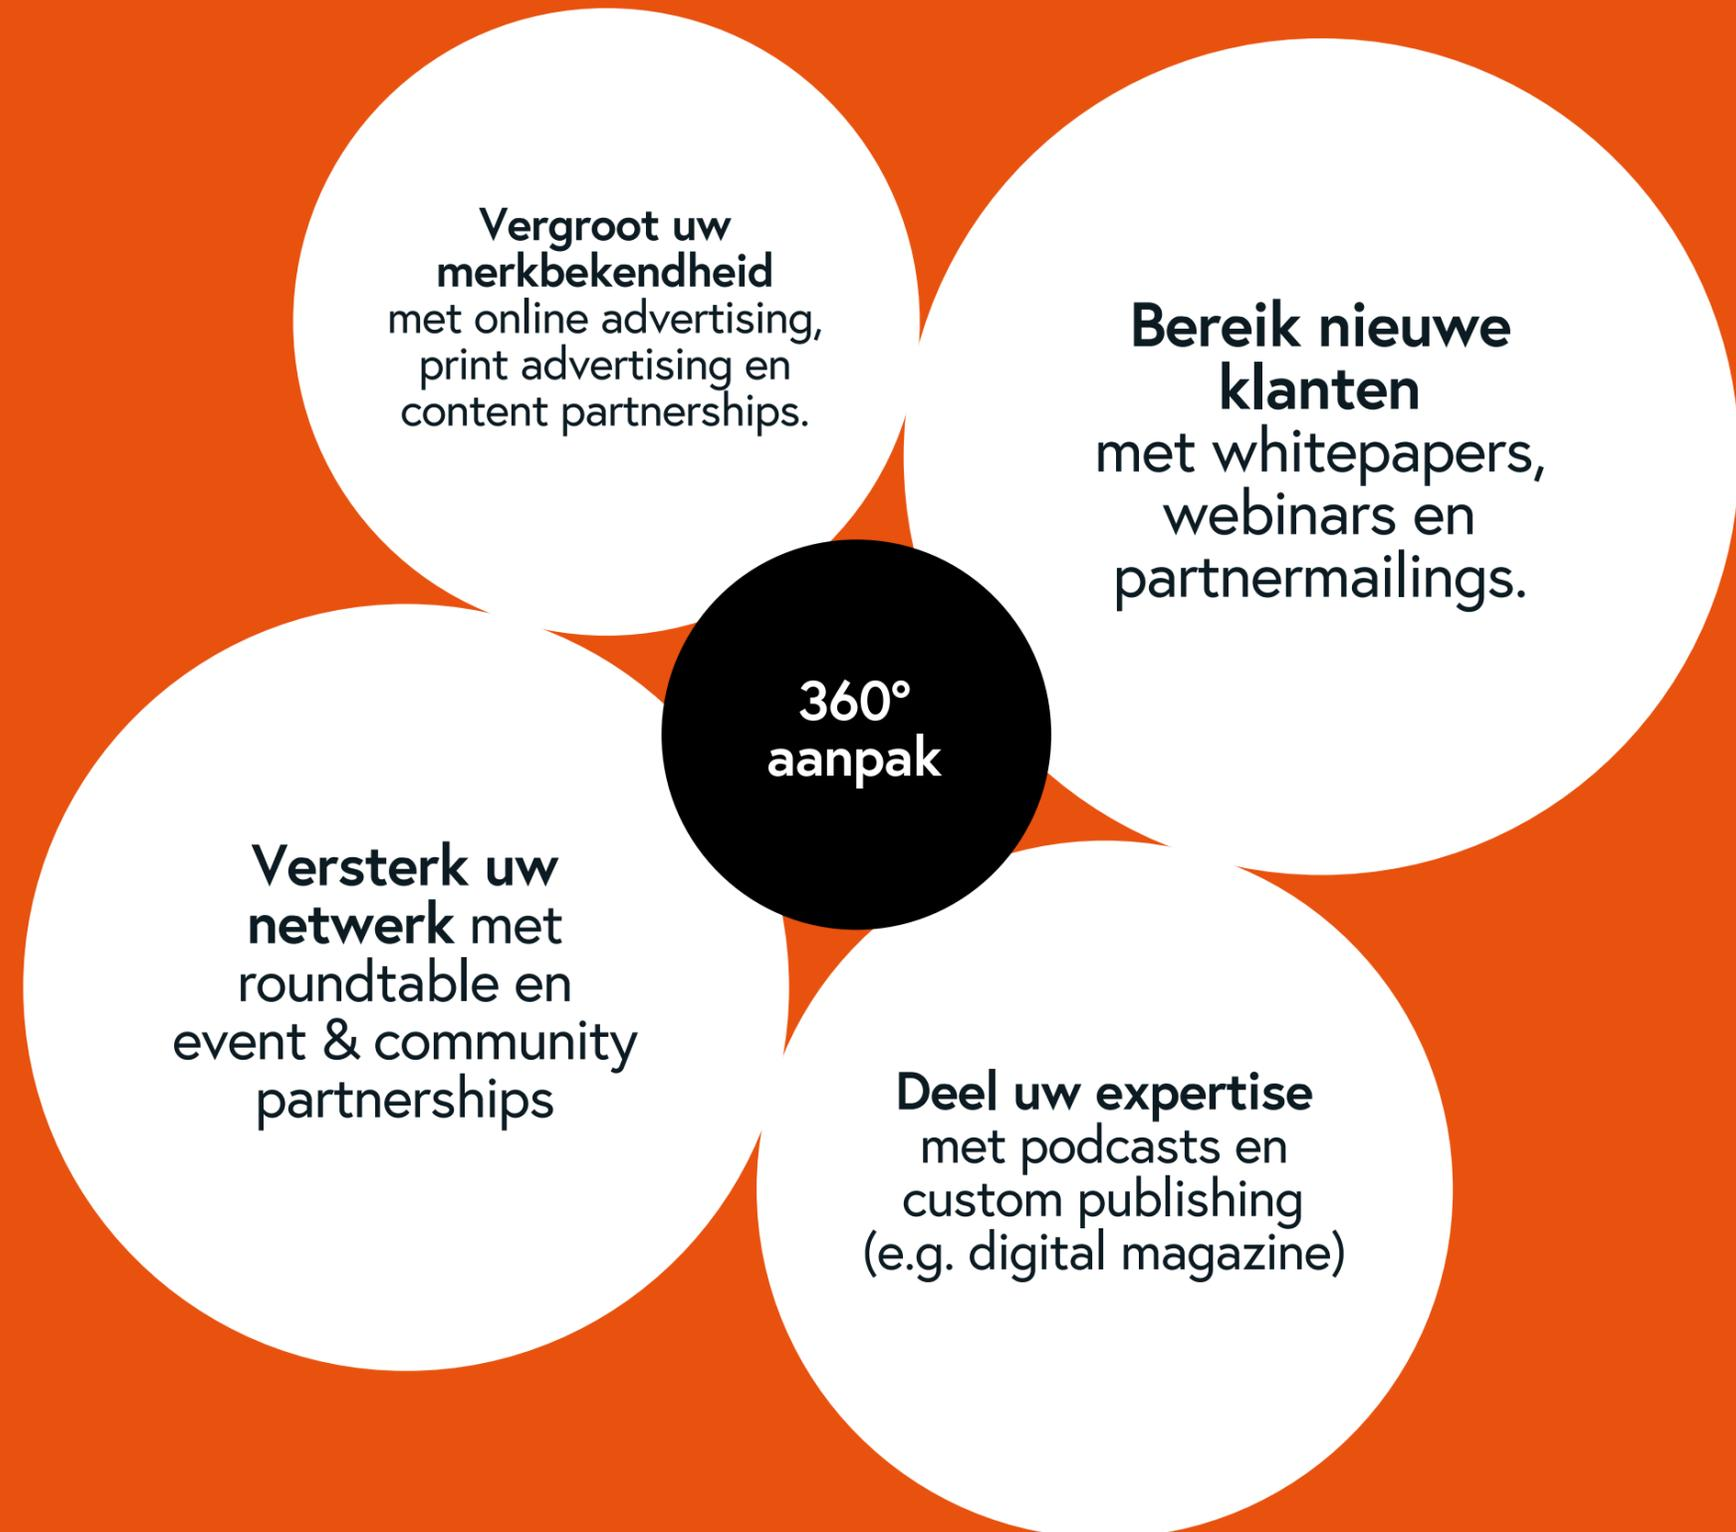 Vergroot uw
merkbekendheid
met online advertising,
print advertising en
content partnerships.
Bereik nieuwe
klanten
met whitepapers,
webinars en
partnermailings.
360°
aanpak
Versterk uw
netwerk met
roundtable en
event & community
partnerships
Deel uw expertise
met podcasts en
custom publishing
(e.g. digital magazine)